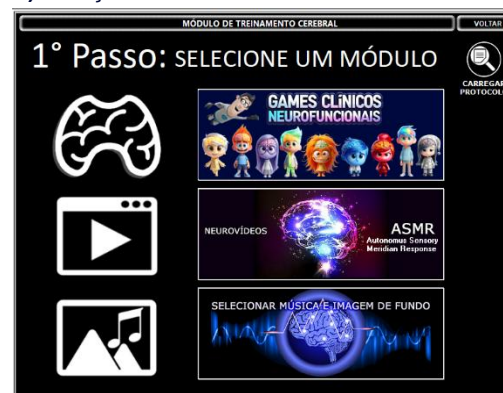 MÓDULO DE TREINAMENTO CEREBRAL
VOLTAR
1° Passo: SELECIONE UM MÓDULO
CARREGAR
PROTOCOLO
GAMES CLÍNICOS
NEUROFUNCIONAIS
NEUROVÍDEOS
ASMR
Autonomus Sensory
Meridian Response
SELECIONAR MÚSICA E IMAGEM DE FUNDO